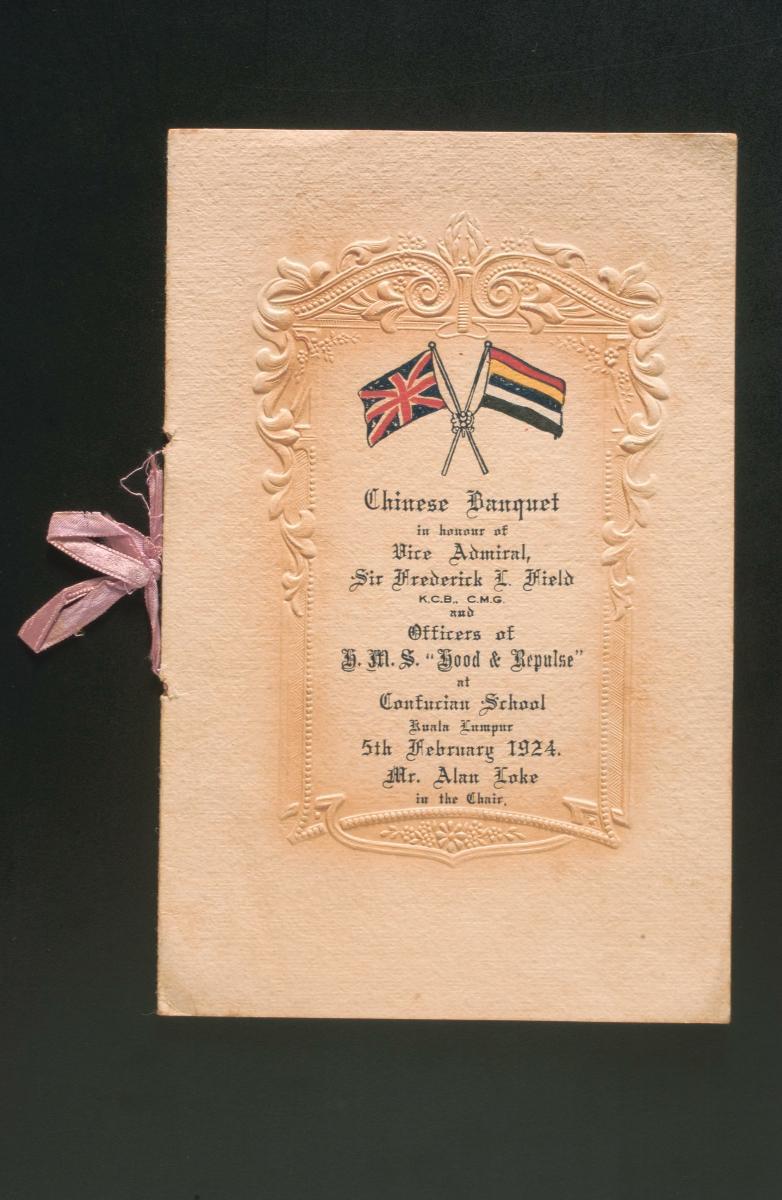 Chinese Banquet
in honour of
Vice Admiral,
Sir Frederick L. Field
K.C.B., C.M.G.
and
Officers of
H. M. S. "Hood & Repulse"
at
Confucian School
Kuala Lumpur
5th February 1924.
Mr. Alan Loke
in the Chair.